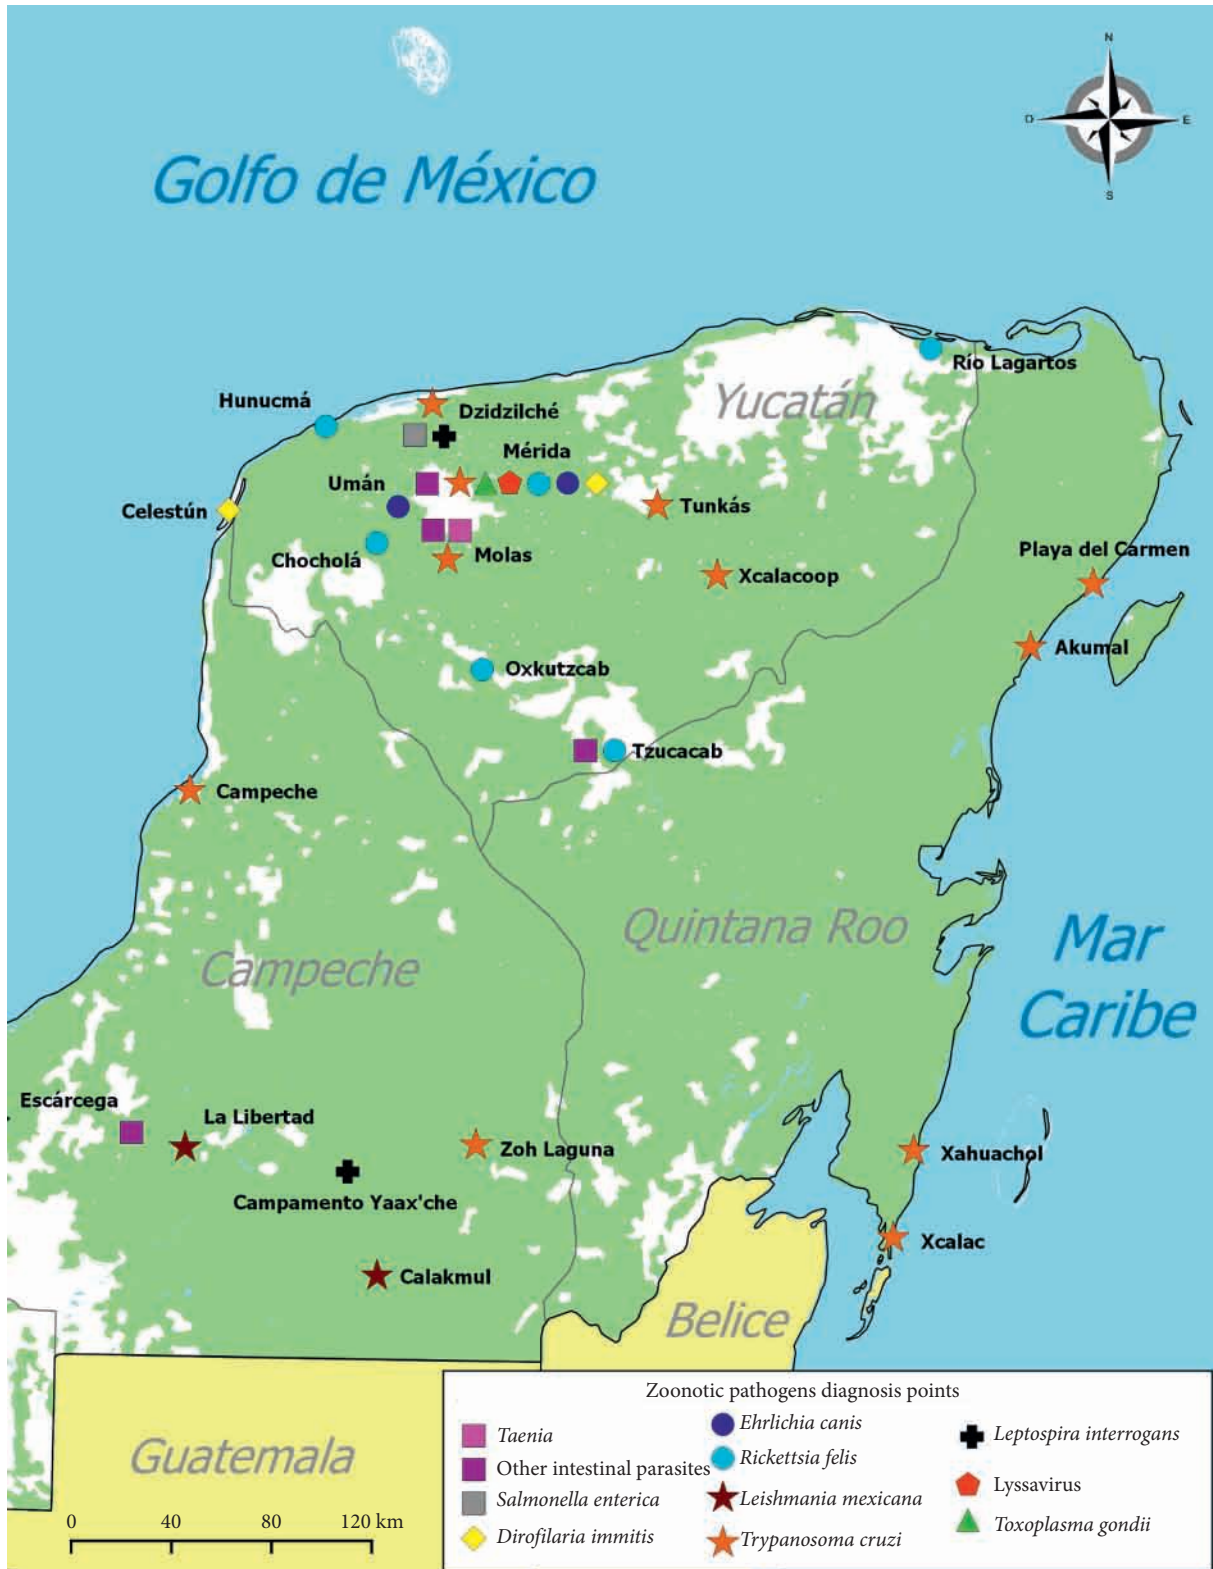 N
O
E
S
Golfo de México
Río Lagartos
Yucatán
Hunucmá
Dzidzilché
Mérida
Umán
Celestún
Tunkás
Chocholá
Molas
Xcalacoop
Playa del Carmen
Akumal
Oxkutzcab
Tzucacab
Campeche
Quintana Roo
Campeche
Mar
Caribe
Escárcega
La Libertad
Zoh Laguna
Xahuachol
Campamento Yaax'che
Xcalac
Calakmul
Belice
Guatemala
0 40 80 120 km
Zoonotic pathogens diagnosis points
Taenia
Other intestinal parasites
Salmonella enterica
Dirofilaria immitis
Ehrlichia canis
Rickettsia felis
Leishmania mexicana
Trypanosoma cruzi
Leptospira interrogans
Lyssavirus
Toxoplasma gondii